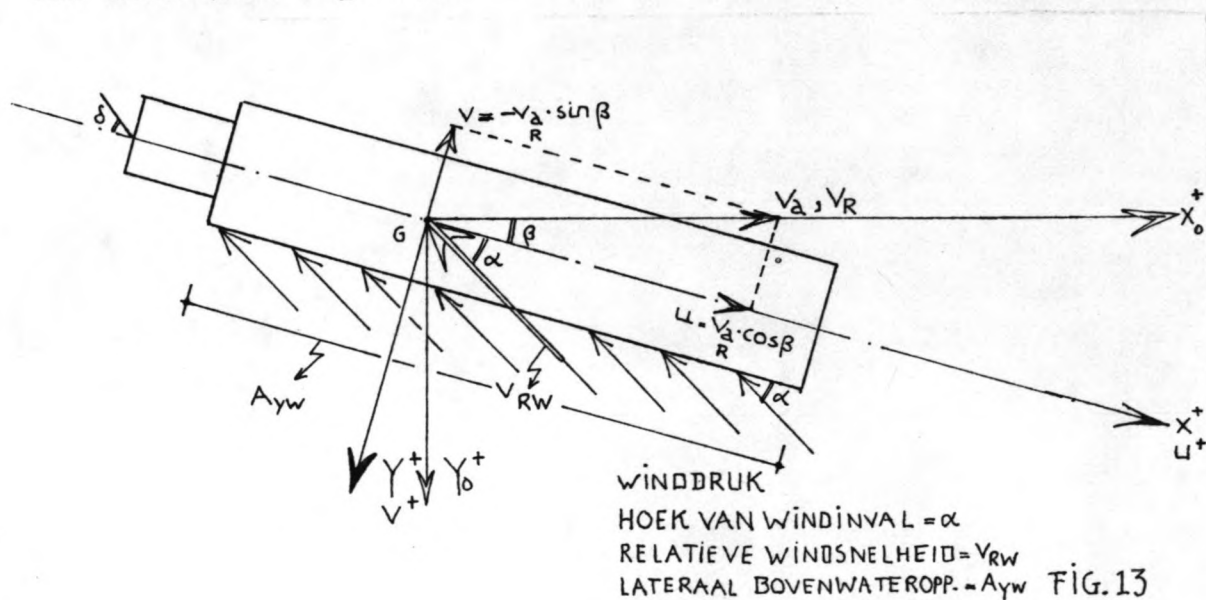 δ
V = -Va/R · sin β
Va, VR
X₀⁺
G
β
α
u = Va/R · cos β
Ayw
VRW
α
X⁺
u⁺
Y⁺
V⁺
Y₀⁺
WINDDRUK
HOEK VAN WINDINVAL = α
RELATIEVE WINDSNELHEID = VRW
LATERAAL BOVENWATEROPP. = Ayw FIG. 13